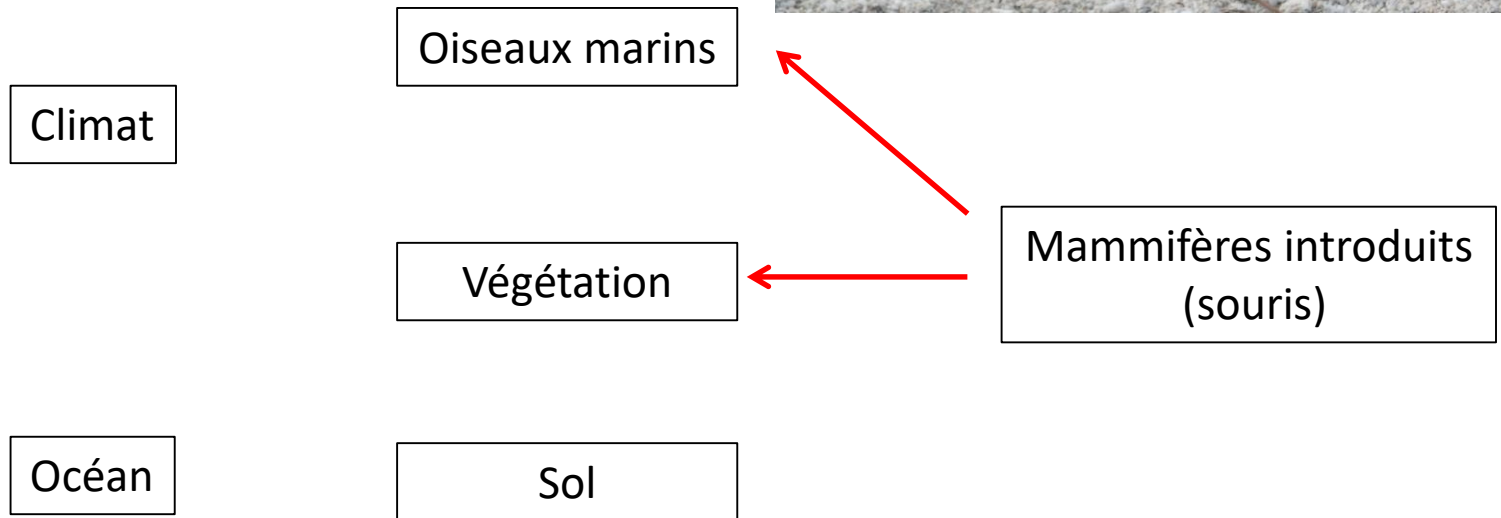 Oiseaux marins
Climat
Végétation
Mammifères introduits
(souris)
Océan
Sol